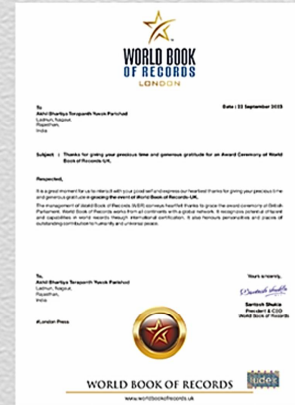 WORLD BOOK
OF RECORDS
LONDON
To
Date : 22 September 2023
Akhil Bhartiya Terapanth Yuvak Parishad
Ladnun, Nagaur,
Rajasthan,
India
Subject : Thanks for giving your precious time and generous gratitude for an Award Ceremony of World
Book of Records-UK.
Respected,
It is a great moment for us to interact with your good self and express our heartfelt thanks for giving your precious time
and generous gratitude in gracing the event of World Book of Records-UK.
The management of World Book of Records (WBR) conveys heartfelt thanks to grace the award ceremony of British
Parliament. World Book of Records works from all continents with a global network. It recognizes potential of talent
and capabilities in world records through international certification. It also honours personalities and places of
outstanding contribution to humanity and universal peace.
To,
Akhil Bhartiya Terapanth Yuvak Parishad
Ladnun, Nagaur,
Rajasthan,
India
Yours sincerely,
Santosh Shukla
Santosh Shukla
President & CEO
World Book of Records
#London Press
WORLD BOOK OF RECORDS
www.worldbookofrecords.uk